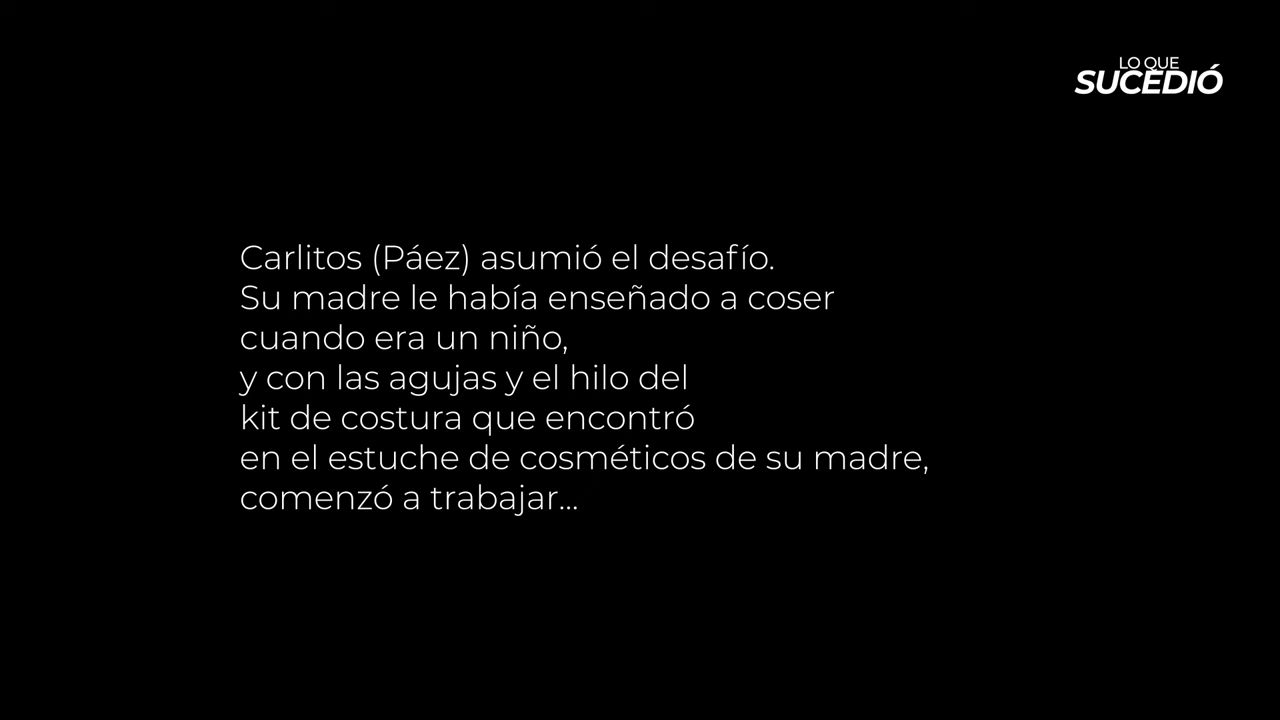 LO QUE
SUCEDIÓ
Carlitos (Páez) asumió el desafío.
Su madre le había enseñado a coser
cuando era un niño,
y con las agujas y el hilo del
kit de costura que encontró
en el estuche de cosméticos de su madre,
comenzó a trabajar...